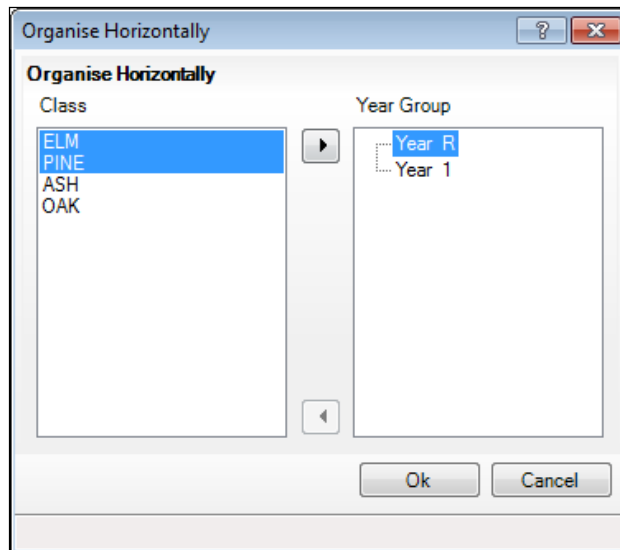 Organise Horizontally
Organise Horizontally
Class
Year Group
ELM
PINE
ASH
OAK
Year R
Year 1
Ok
Cancel